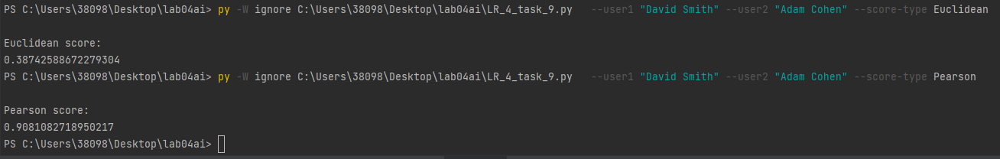 PS C:\Users\38098\Desktop\lab04ai> py -W ignore C:\Users\38098\Desktop\lab04ai\LR_4_task_9.py --user1 "David Smith" --user2 "Adam Cohen" --score-type Euclidean
Euclidean score:
0.38742588672279304
PS C:\Users\38098\Desktop\lab04ai> py -W ignore C:\Users\38098\Desktop\lab04ai\LR_4_task_9.py --user1 "David Smith" --user2 "Adam Cohen" --score-type Pearson
Pearson score:
0.9081082718950217
PS C:\Users\38098\Desktop\lab04ai>